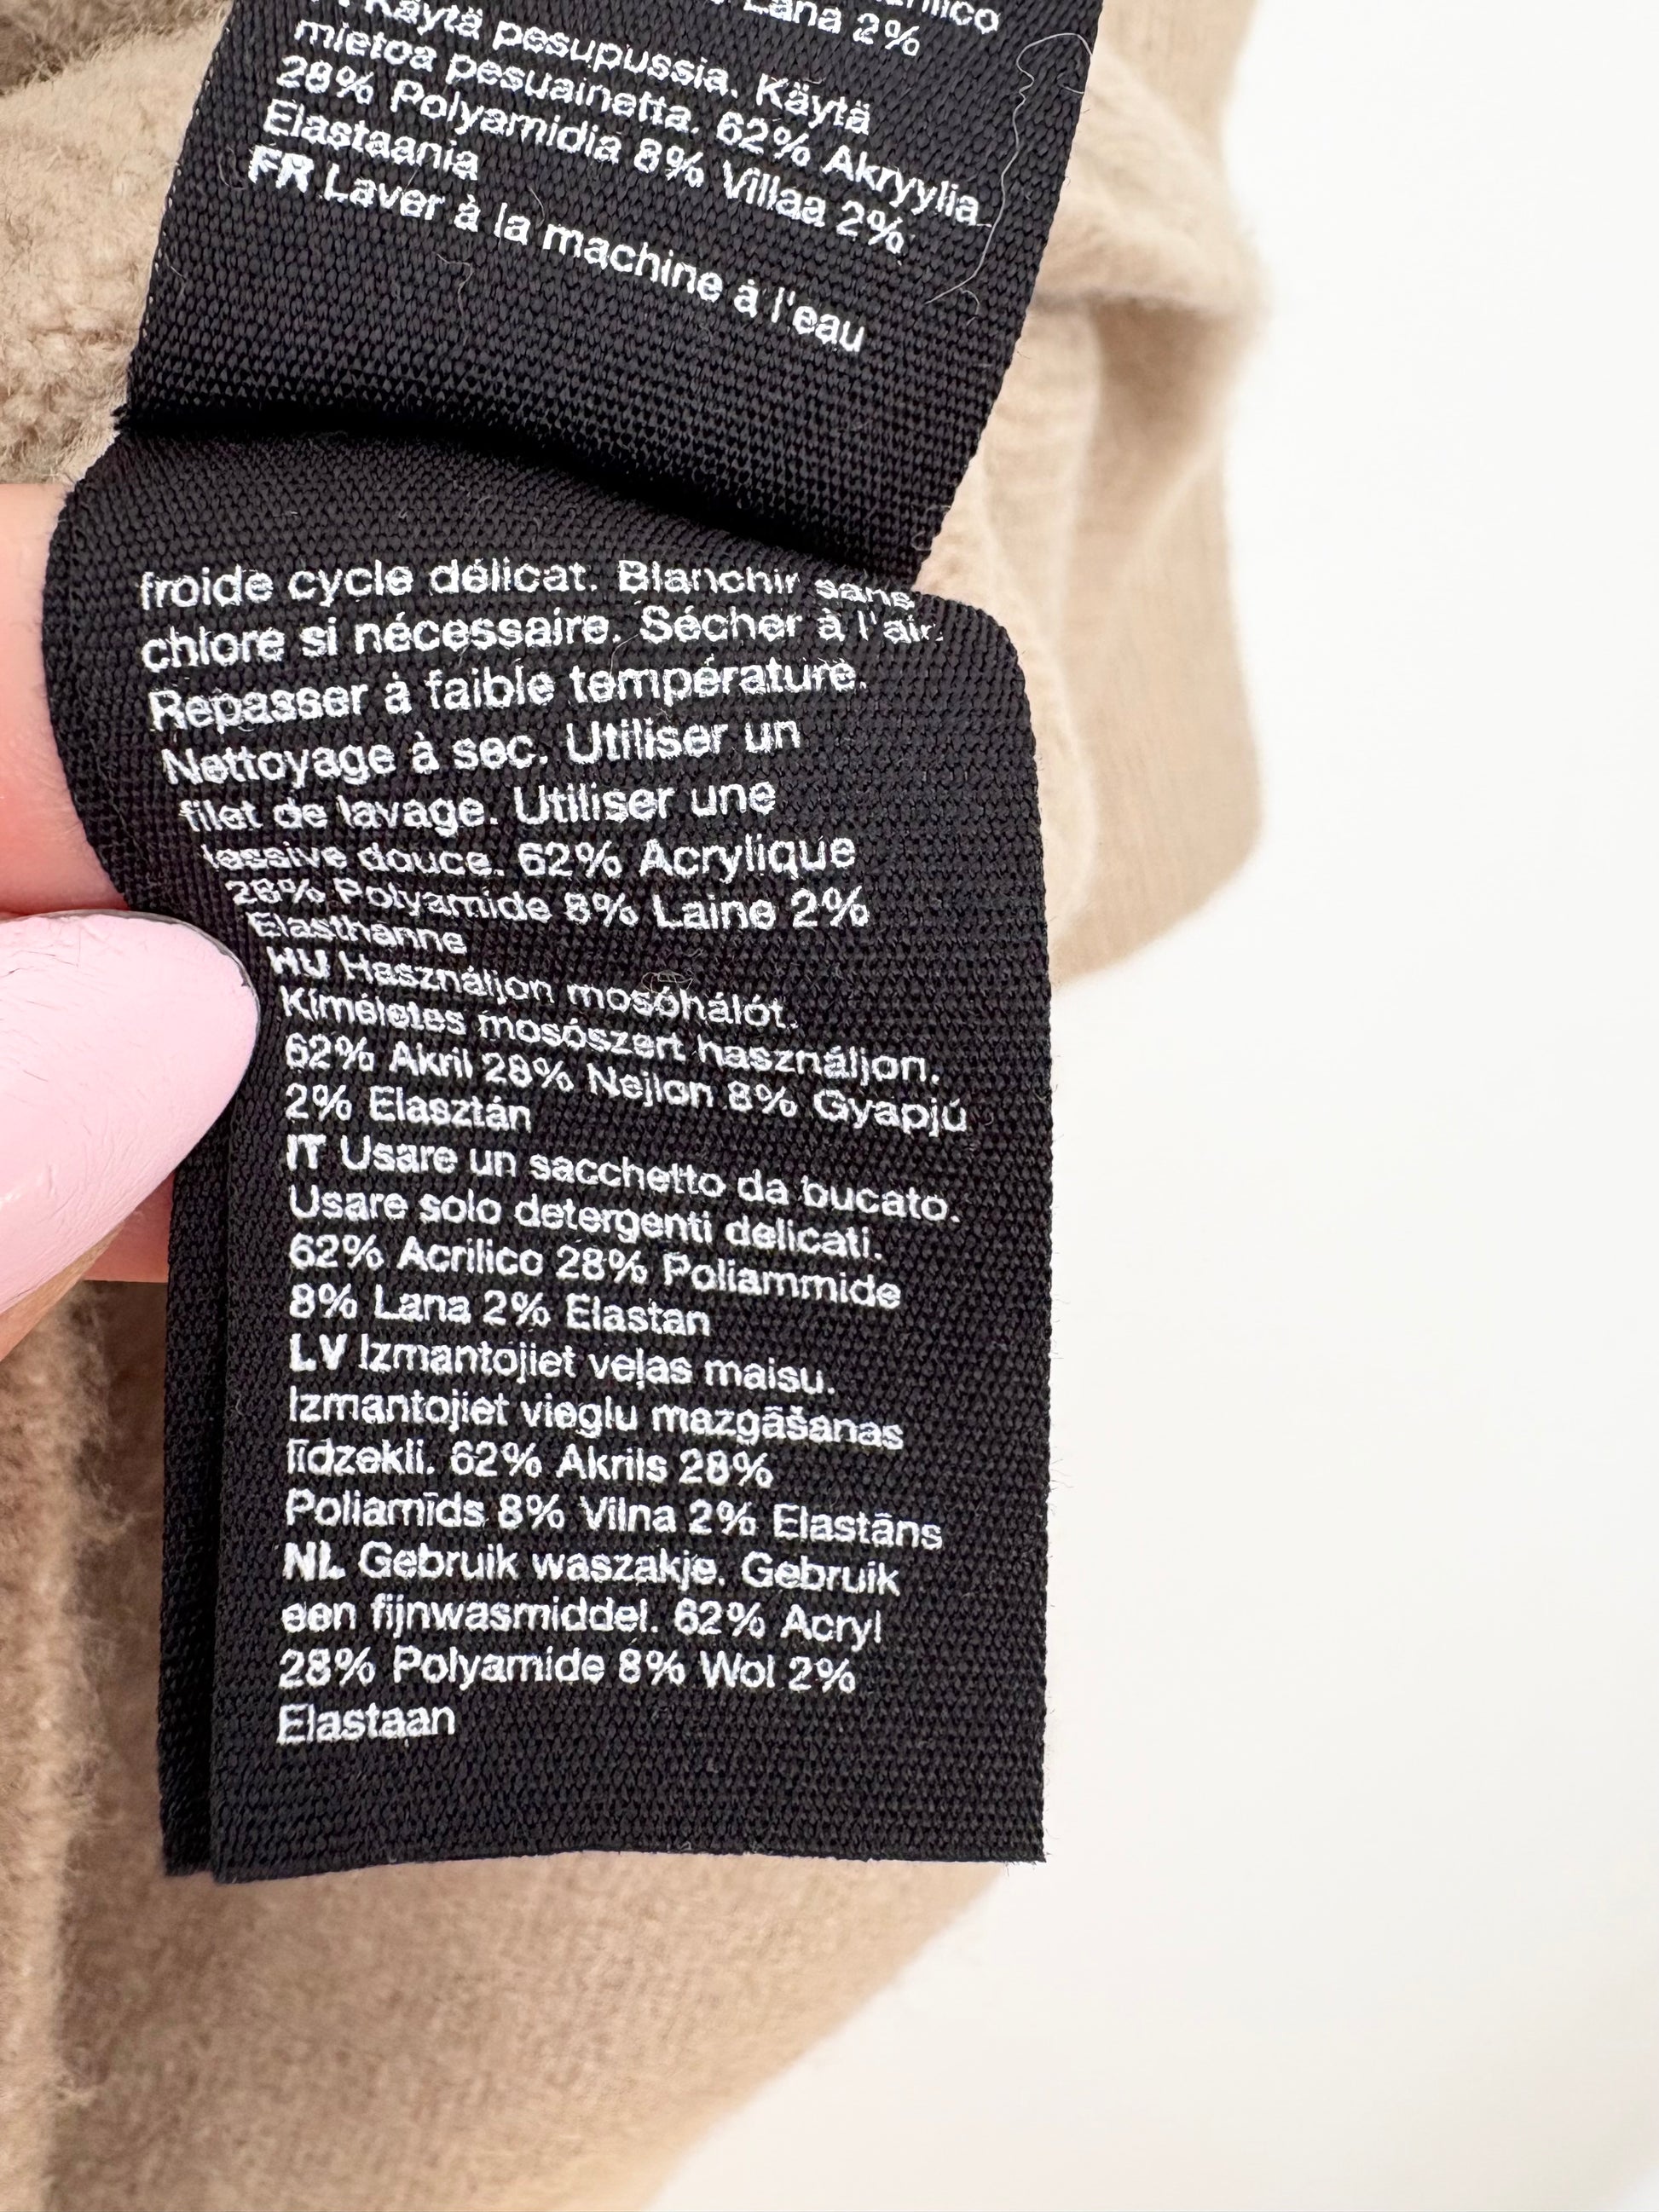 Lana 2%
Käytä pesupussia. Käytä
mietoa pesuainetta. 62% Akryylia
28% Polyamidia 8% Villaa 2%
Elastaania
FR Laver à la machine à l'eau
froide cycle délicat. Blanchir sans
chlore si nécessaire. Sécher à l'air.
Repasser à faible température.
Nettoyage à sec. Utiliser un
filet de lavage. Utiliser une
lessive douce. 62% Acrylique
28% Polyamide 8% Laine 2%
Elasthanne
HU Használjon mosóhálót.
Kíméletes mosószert használjon.
62% Akril 28% Nejlon 8% Gyapjú
2% Elasztán
IT Usare un sacchetto da bucato.
Usare solo detergenti delicati.
62% Acrilico 28% Poliammide
8% Lana 2% Elastan
LV Izmantojiet veļas maisu.
Izmantojiet vieglu mazgāšanas
līdzekli. 62% Akrils 28%
Poliamīds 8% Vilna 2% Elastāns
NL Gebruik waszakje. Gebruik
een fijnwasmiddel. 62% Acryl
28% Polyamide 8% Wol 2%
Elastaan